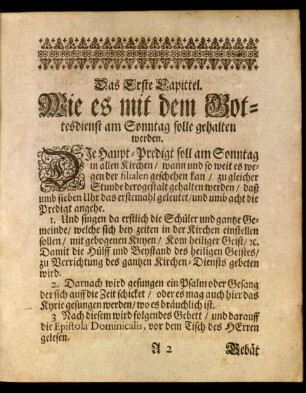 Das Erste Capittel.
Wie es mit dem Got-
tesdienst am Sonntag solle gehalten
werden.
DIe Haupt-Predigt soll am Sonntag
in allen Kirchen / wann und so weit es we-
gen der filialen geschehen kan / zu gleicher
Stunde dergestalt gehalten werden / daß
umb sieben Uhr das erstemahl geleutet / und umb acht die
Predigt angehe.
1. Und singen da erstlich die Schüler und gantze Ge-
meinde / welche sich bey zeiten in der Kirchen einstellen
sollen / mit gebogenen Knyen / Kom heiliger Geist / ꝛc.
Damit die Hülff und Beystand des heiligen Geistes /
zu Verrichtung des gantzen Kirchen-Diensts gebeten
wird.
2. Darnach wird gesungen ein Psalm oder Gesang
der sich auff die Zeit schicket / oder es mag auch hier das
Kyrie gesungen werden / wo es bräuchlich ist.
3 Nach diesem wird folgendes Gebett / und darauff
die Epistola Dominicalis, vor dem Tisch des HErren
gelesen.
A 2 Gebät